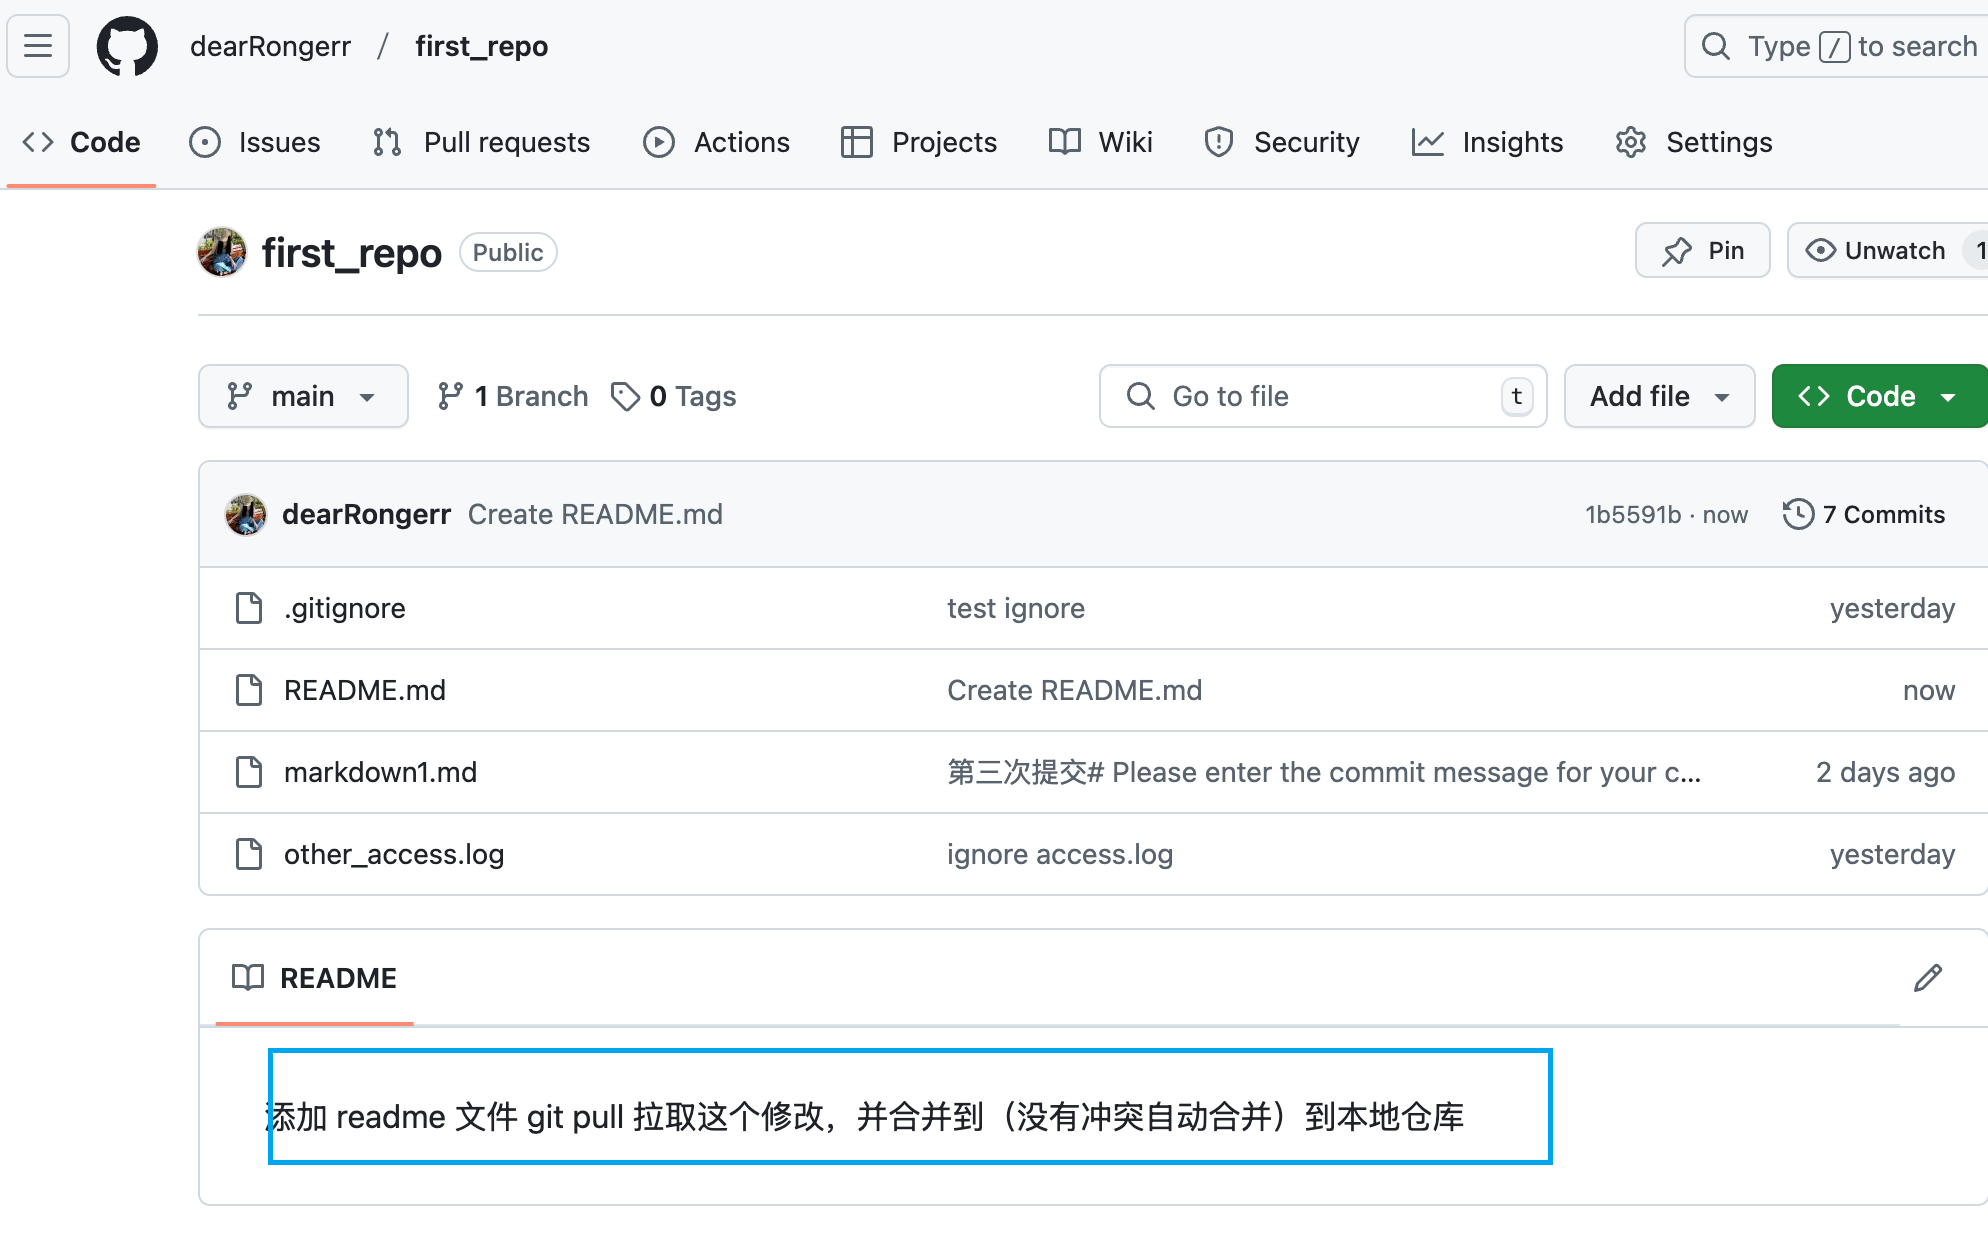 dearRongerr / first_repo
Type / to search
Code Issues Pull requests Actions Projects Wiki Security Insights Settings
first_repo Public
Pin Unwatch 1
main 1 Branch 0 Tags
Go to file t Add file Code
dearRongerr Create README.md 1b5591b · now 7 Commits
.gitignore test ignore yesterday
README.md Create README.md now
markdown1.md 第三次提交# Please enter the commit message for your c... 2 days ago
other_access.log ignore access.log yesterday
README
添加 readme 文件 git pull 拉取这个修改，并合并到（没有冲突自动合并）到本地仓库